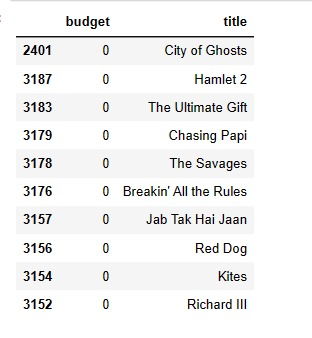 budget title
2401 0 City of Ghosts
3187 0 Hamlet 2
3183 0 The Ultimate Gift
3179 0 Chasing Papi
3178 0 The Savages
3176 0 Breakin' All the Rules
3157 0 Jab Tak Hai Jaan
3156 0 Red Dog
3154 0 Kites
3152 0 Richard III